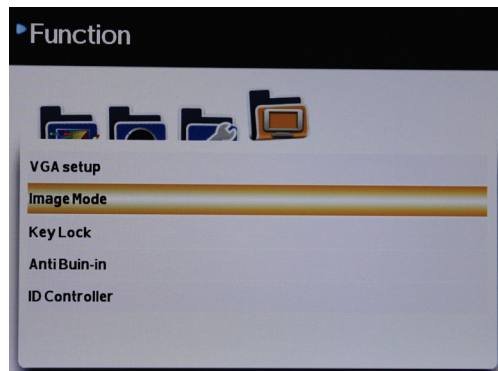 Function
VGA setup
Image Mode
Key Lock
Anti Buin-in
ID Controller